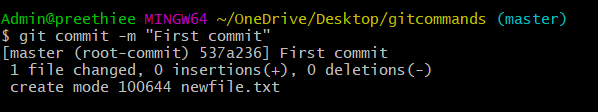 Admin@preethiee MINGW64 ~/OneDrive/Desktop/gitcommands (master)
$ git commit -m "First commit"
[master (root-commit) 537a236] First commit
 1 file changed, 0 insertions(+), 0 deletions(-)
 create mode 100644 newfile.txt